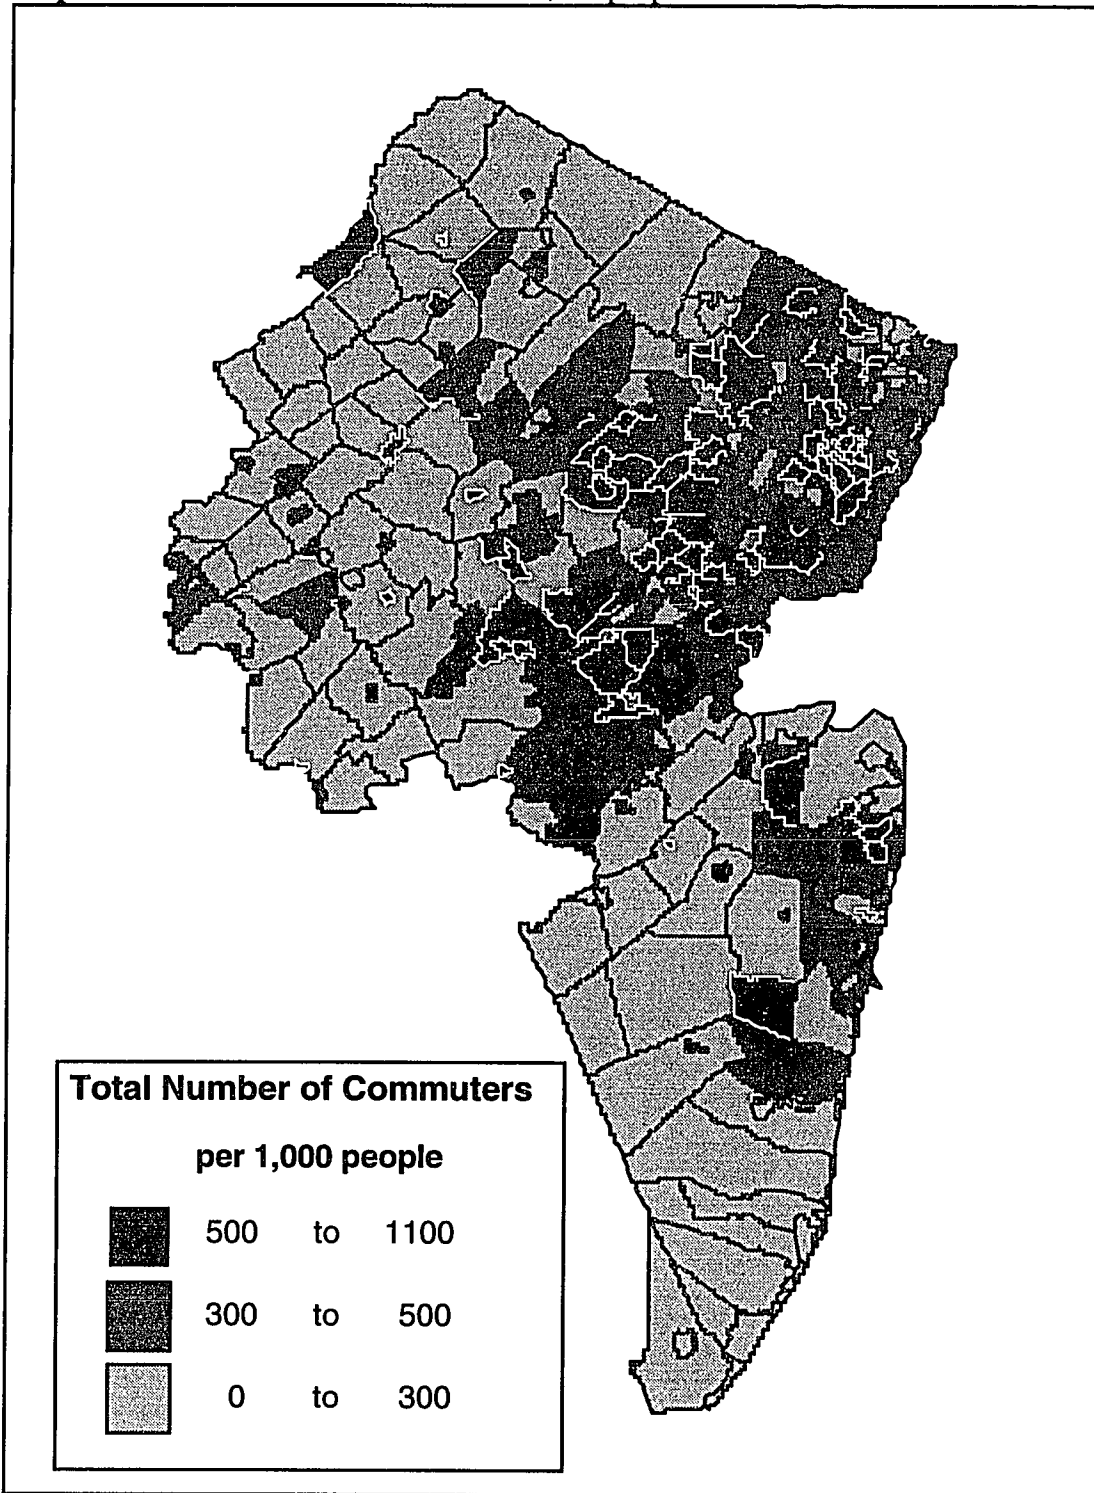 Total Number of Commuters
per 1,000 people
500 to 1100
300 to 500
0 to 300